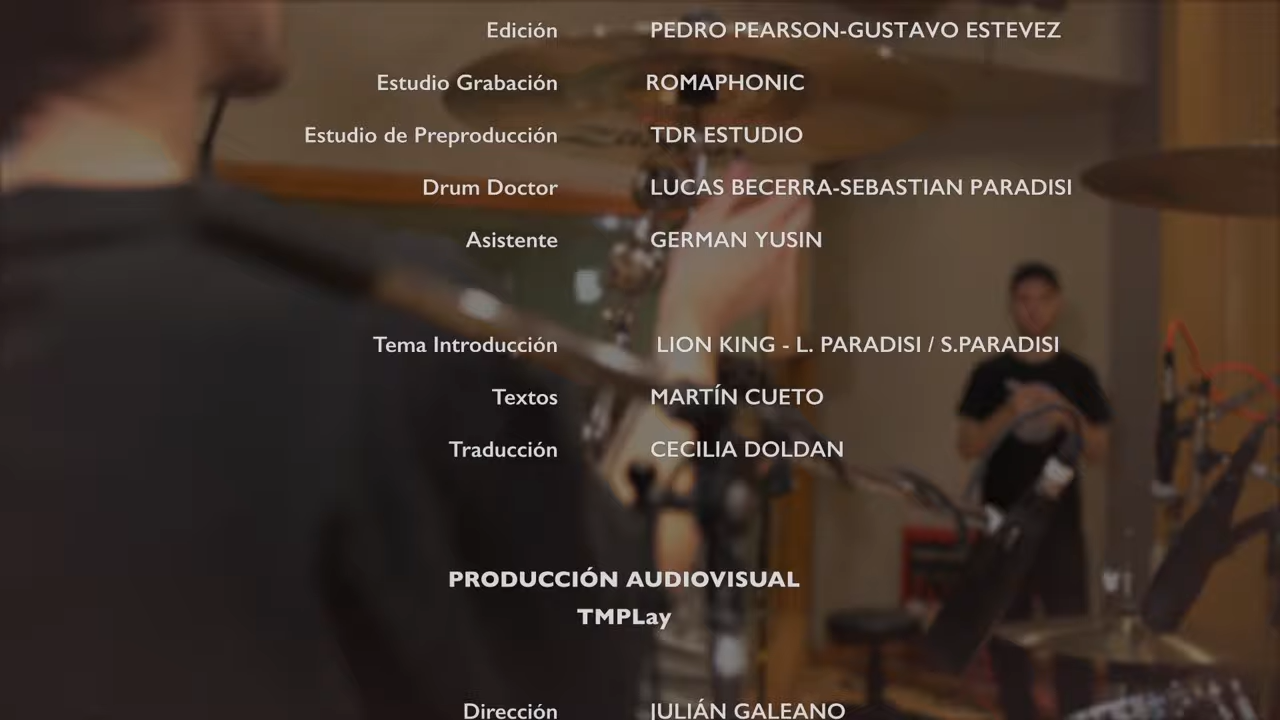 Edición PEDRO PEARSON-GUSTAVO ESTEVEZ
Estudio Grabación ROMAPHONIC
Estudio de Preproducción TDR ESTUDIO
Drum Doctor LUCAS BECERRA-SEBASTIAN PARADISI
Asistente GERMAN YUSIN
Tema Introducción LION KING - L. PARADISI / S.PARADISI
Textos MARTÍN CUETO
Traducción CECILIA DOLDAN
PRODUCCIÓN AUDIOVISUAL
TMPLay
Dirección JULIÁN GALEANO